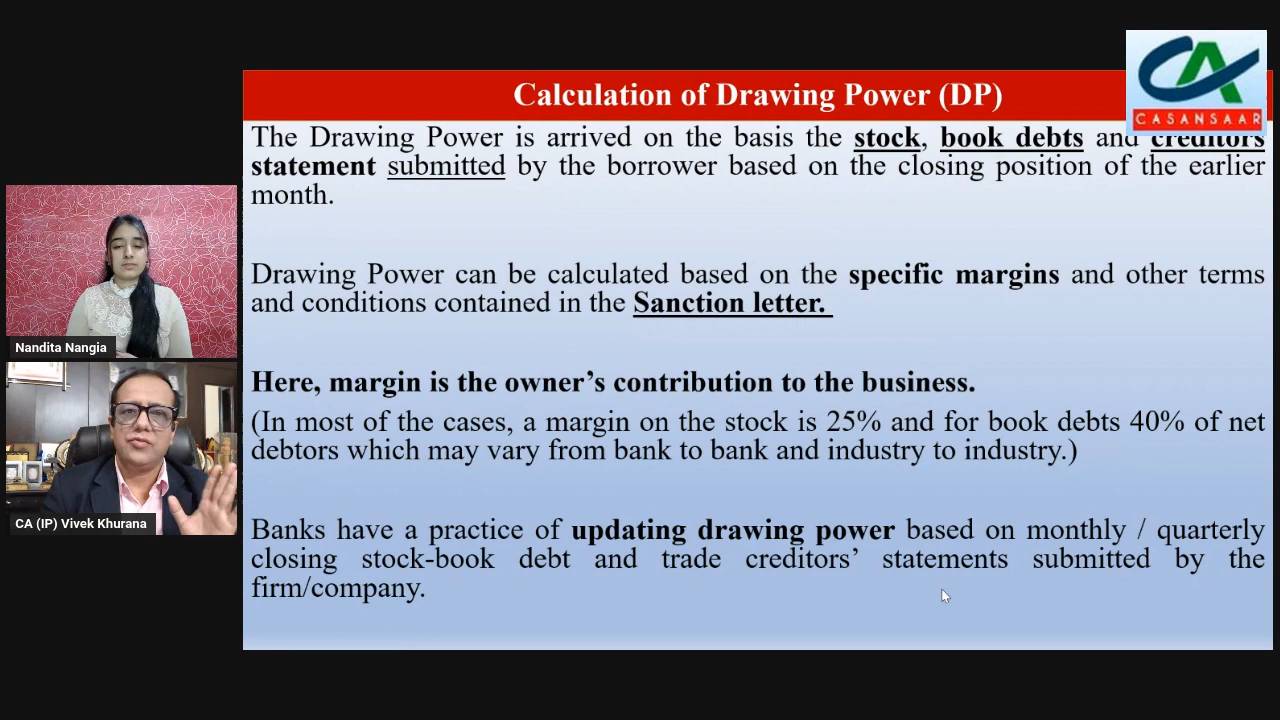 Calculation of Drawing Power (DP)
CASANSAAR
The Drawing Power is arrived on the basis the stock, book debts and creditors
statement submitted by the borrower based on the closing position of the earlier
month.
Drawing Power can be calculated based on the specific margins and other terms
and conditions contained in the Sanction letter.
Here, margin is the owner’s contribution to the business.
(In most of the cases, a margin on the stock is 25% and for book debts 40% of net
debtors which may vary from bank to bank and industry to industry.)
Banks have a practice of updating drawing power based on monthly / quarterly
closing stock-book debt and trade creditors’ statements submitted by the
firm/company.
Nandita Nangia
CA (IP) Vivek Khurana